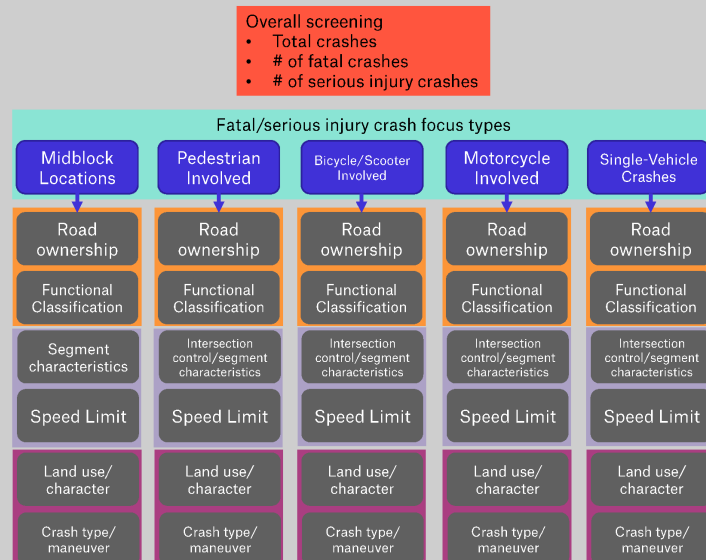 Overall screening
• Total crashes
• # of fatal crashes
• # of serious injury crashes
Fatal/serious injury crash focus types
Midblock
Locations
Pedestrian
Involved
Bicycle/Scooter
Involved
Motorcycle
Involved
Single-Vehicle
Crashes
Road
ownership
Road
ownership
Road
ownership
Road
ownership
Road
ownership
Functional
Classification
Functional
Classification
Functional
Classification
Functional
Classification
Functional
Classification
Segment
characteristics
Intersection
control/segment
characteristics
Intersection
control/segment
characteristics
Intersection
control/segment
characteristics
Intersection
control/segment
characteristics
Speed Limit
Speed Limit
Speed Limit
Speed Limit
Speed Limit
Land use/
character
Land use/
character
Land use/
character
Land use/
character
Land use/
character
Crash type/
maneuver
Crash type/
maneuver
Crash type/
maneuver
Crash type/
maneuver
Crash type/
maneuver